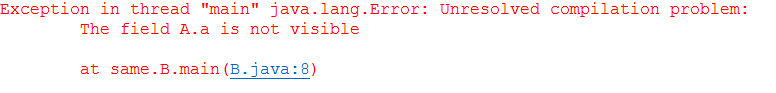 Exception in thread "main" java.lang.Error: Unresolved compilation problem:
The field A.a is not visible
at same.B.main(B.java:8)